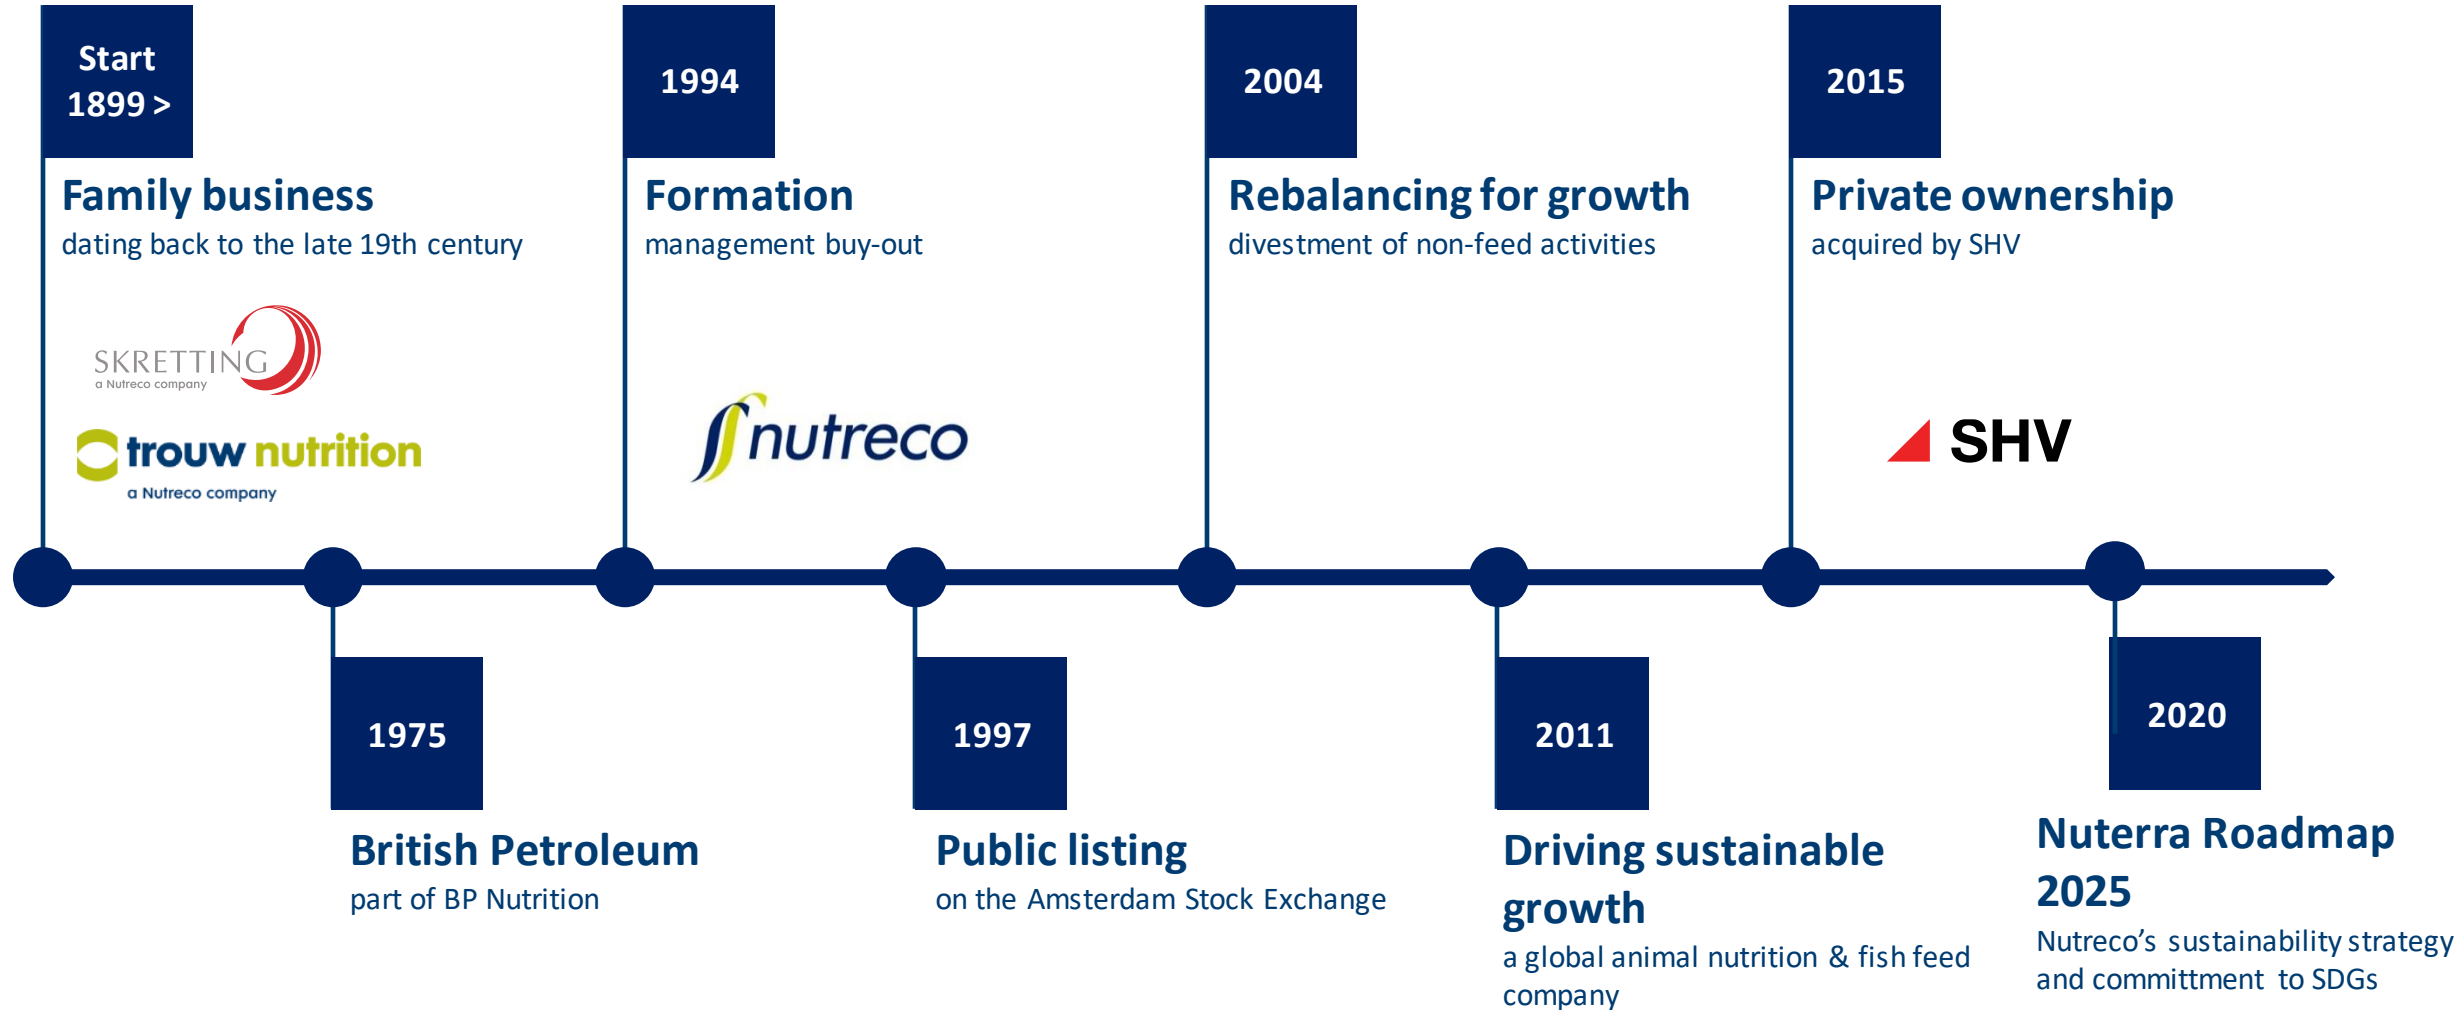 Start
1899 >
Family business
dating back to the late 19th century
SKRETTING
a Nutreco company
trouw nutrition
a Nutreco company
1975
British Petroleum
part of BP Nutrition
1994
Formation
management buy-out
nutreco
1997
Public listing
on the Amsterdam Stock Exchange
2004
Rebalancing for growth
divestment of non-feed activities
2011
Driving sustainable
growth
a global animal nutrition & fish feed
company
2015
Private ownership
acquired by SHV
SHV
2020
Nuterra Roadmap
2025
Nutreco’s sustainability strategy
and committment to SDGs